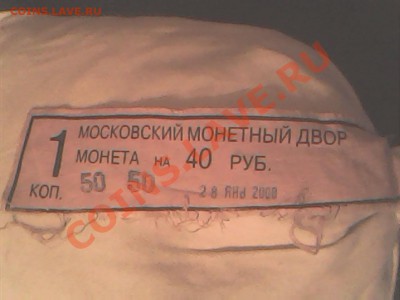 COINS.LAVE.RU
COINS.LAVE.RU
МОСКОВСКИЙ МОНЕТНЫЙ ДВОР
1 МОНЕТА НА 40 РУБ.
КОП. 50 50 28 ЯНВ 2000